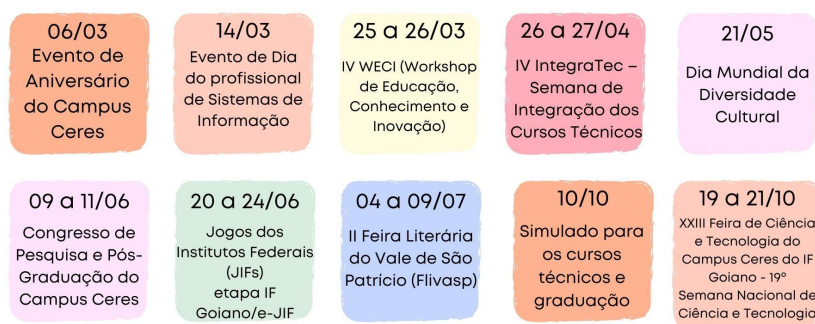 06/03
Evento de
Aniversário
do Campus
Ceres
14/03
Evento de Dia
do profissional
de Sistemas de
Informação
25 a 26/03
IV WECI (Workshop
de Educação,
Conhecimento e
Inovação)
26 a 27/04
IV IntegraTec –
Semana de
Integração dos
Cursos Técnicos
21/05
Dia Mundial da
Diversidade
Cultural
09 a 11/06
Congresso de
Pesquisa e Pós-
Graduação do
Campus Ceres
20 a 24/06
Jogos dos
Institutos Federais
(JIFs)
etapa IF
Goiano/e-JIF
04 a 09/07
II Feira Literária
do Vale de São
Patrício (Flivasp)
10/10
Simulado para
os cursos
técnicos e
graduação
19 a 21/10
XXIII Feira de Ciência
e Tecnologia do
Campus Ceres do IF
Goiano - 19º
Semana Nacional de
Ciência e Tecnologia